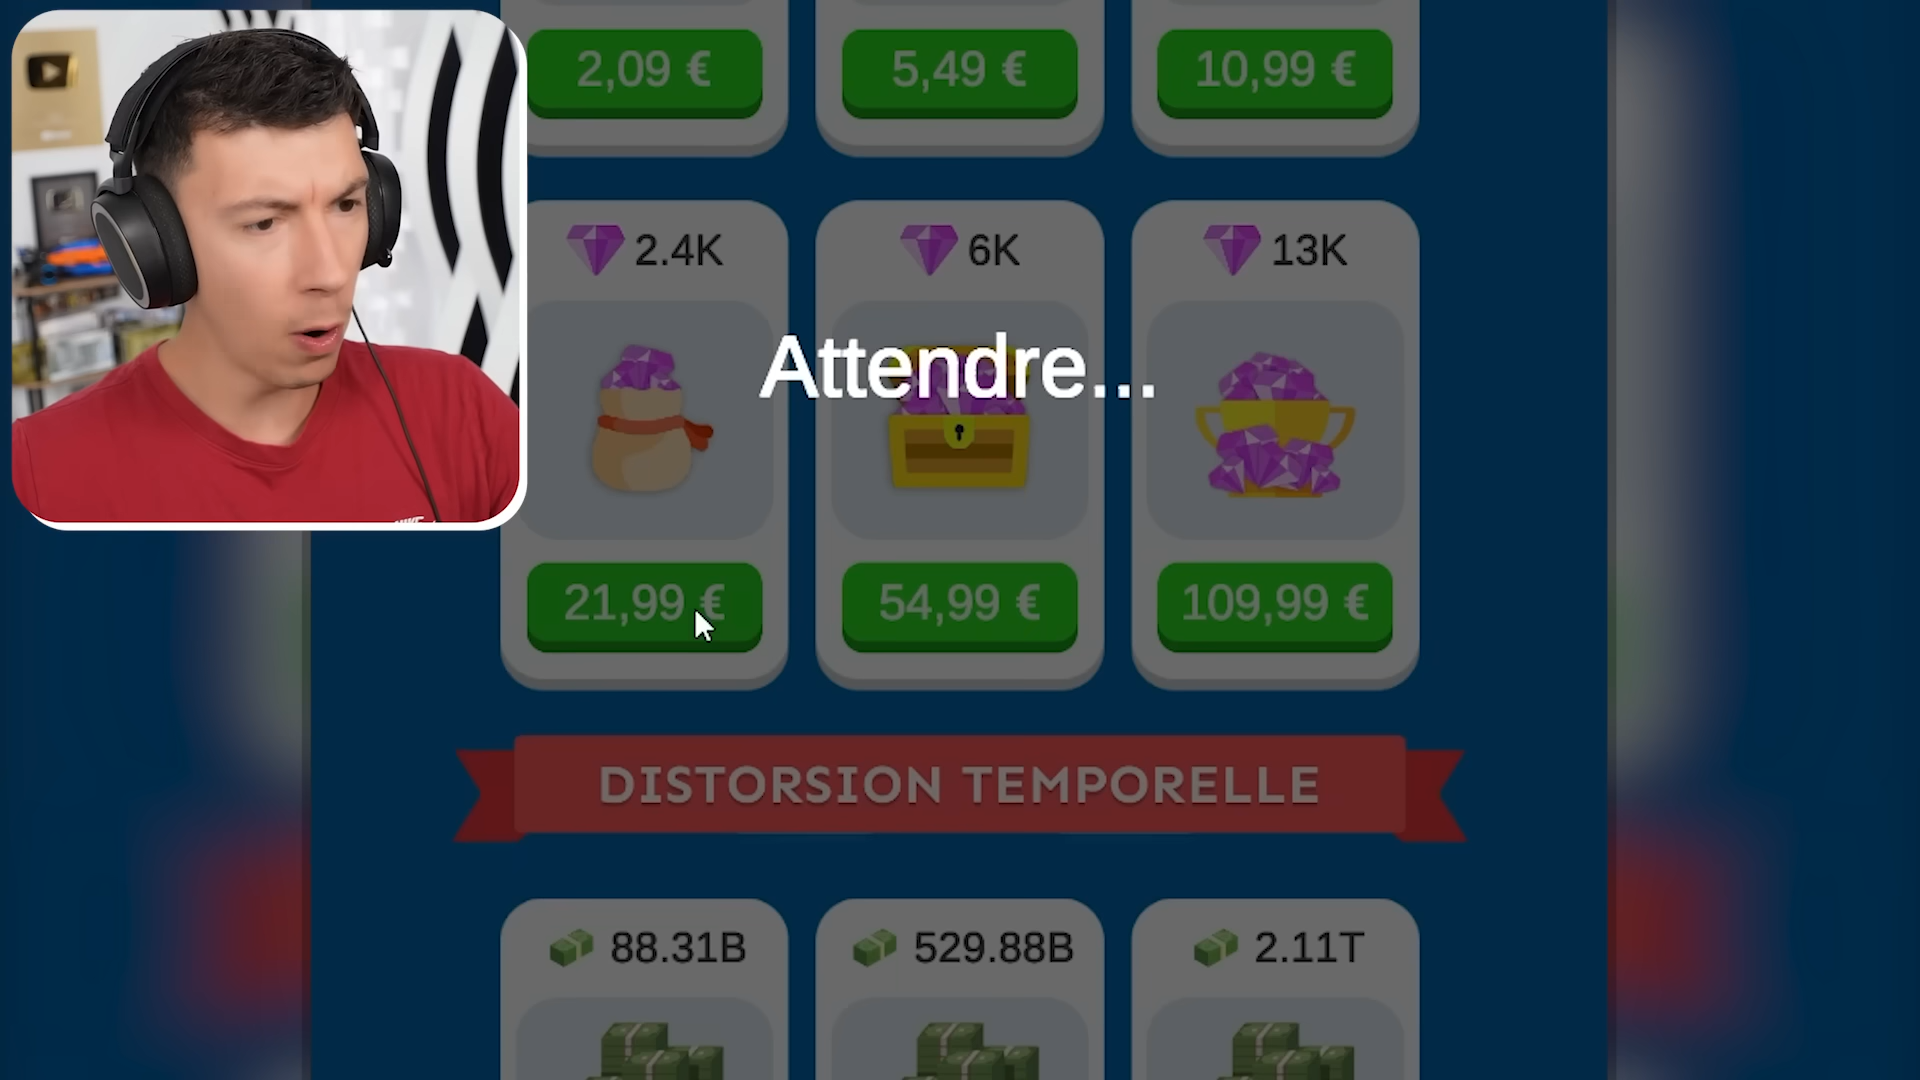 2,09 €
5,49 €
10,99 €
2.4K
6K
13K
Attendre...
21,99 €
54,99 €
109,99 €
DISTORSION TEMPORELLE
88.31B
529.88B
2.11T